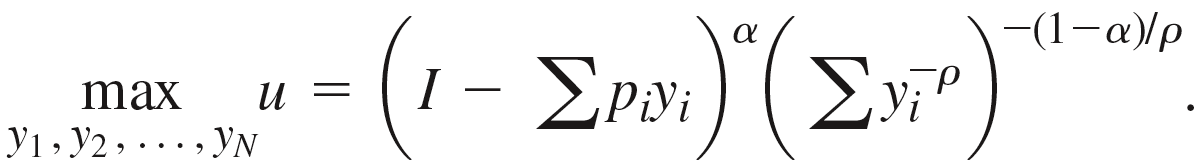 max u = (I − ∑p_i y_i)^α (∑y_i^{−ρ})^{−(1−α)/ρ}.
y_1, y_2, . . . , y_N